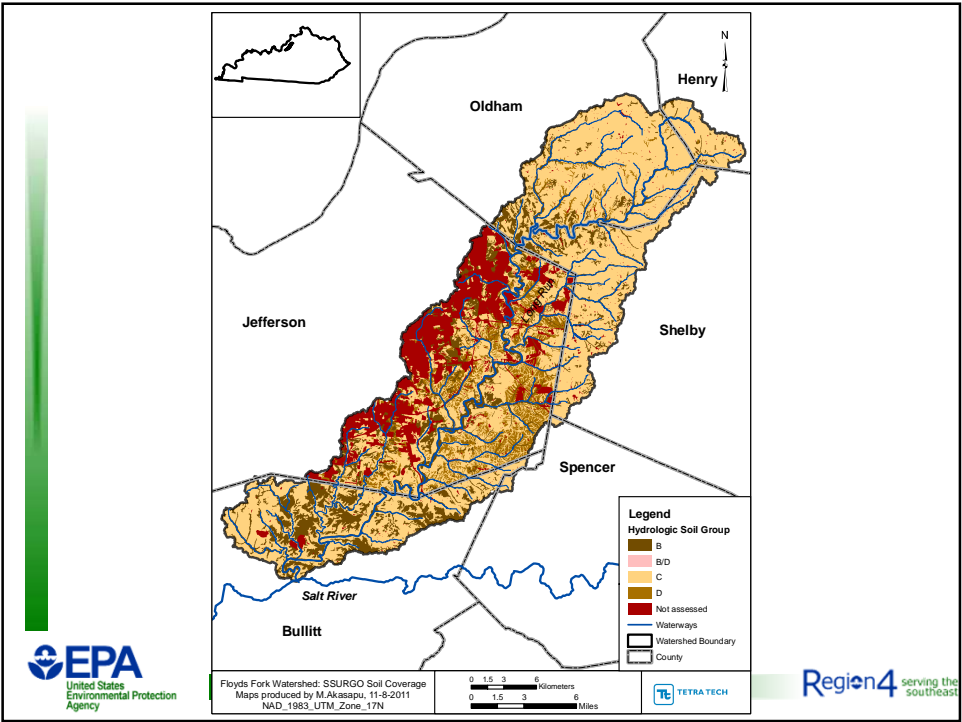 N
Henry
Oldham
Jefferson
Shelby
Spencer
Salt River
Bullitt
Legend
Hydrologic Soil Group
B
B/D
C
D
Not assessed
Waterways
Watershed Boundary
County
Floyds Fork Watershed: SSURGO Soil Coverage
Maps produced by M.Akasapu, 11-8-2011
NAD_1983_UTM_Zone_17N
0 1.5 3 6
Kilometers
0 1.5 3 6
Miles
Tt TETRA TECH
EPA
United States
Environmental Protection
Agency
Region4 serving the
southeast